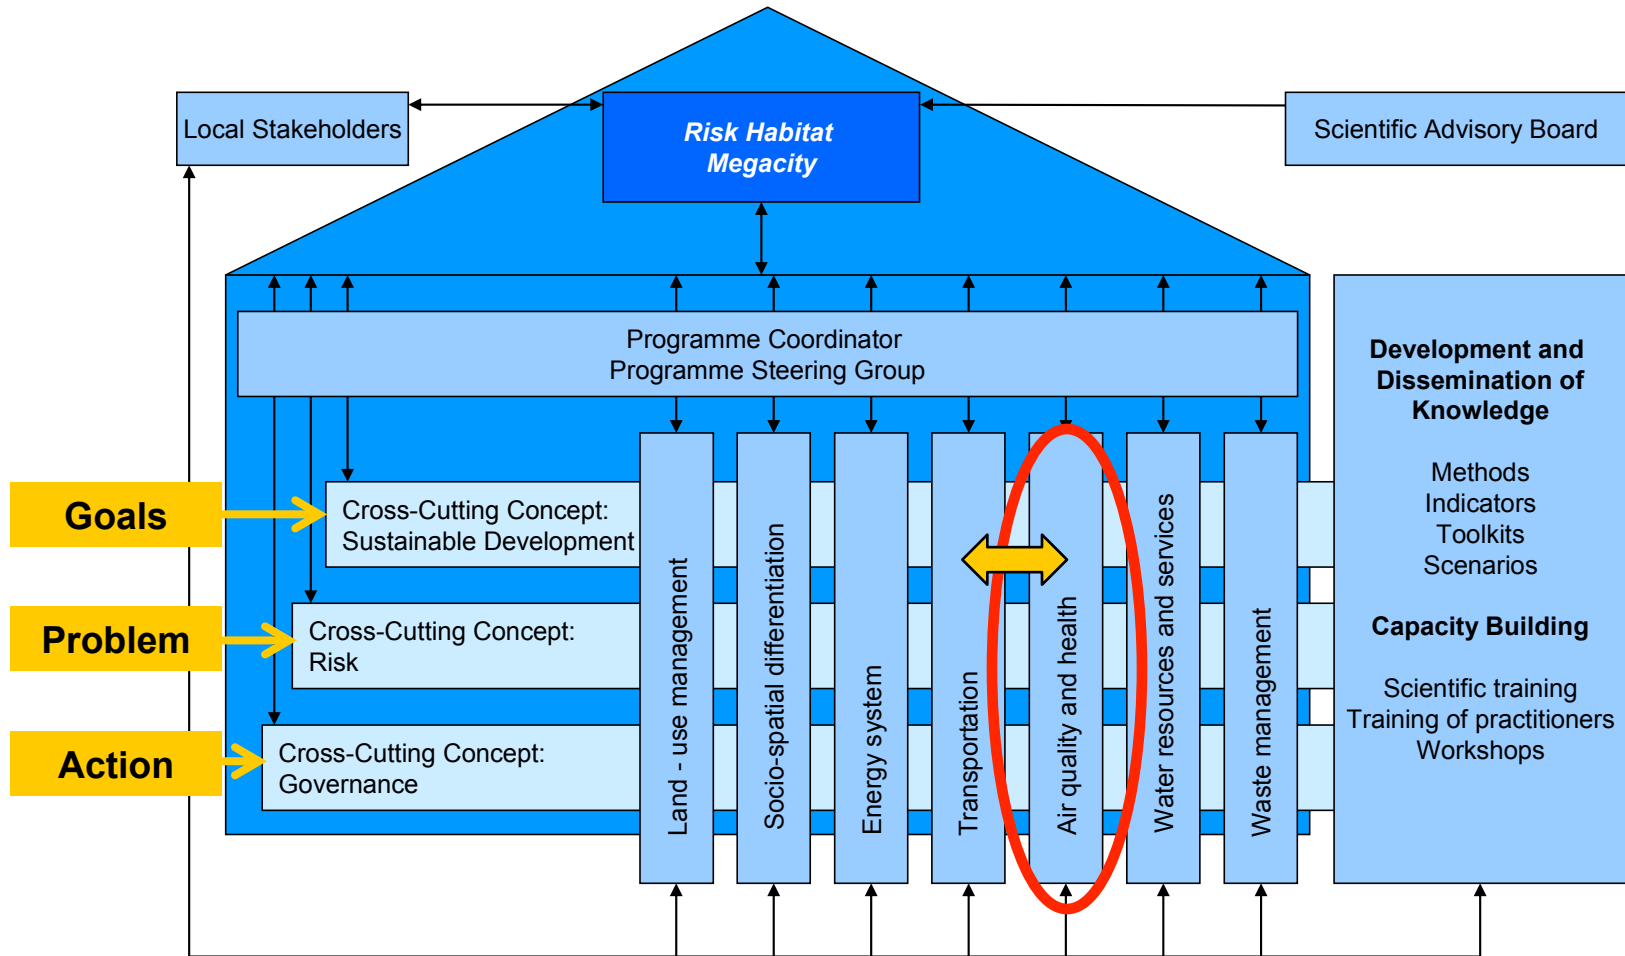 Local Stakeholders
Risk Habitat
Megacity
Scientific Advisory Board
Programme Coordinator
Programme Steering Group
Goals
Cross-Cutting Concept:
Sustainable Development
Problem
Cross-Cutting Concept:
Risk
Action
Cross-Cutting Concept:
Governance
Land - use management
Socio-spatial differentiation
Energy system
Transportation
Air quality and health
Water resources and services
Waste management
Development and
Dissemination of
Knowledge
Methods
Indicators
Toolkits
Scenarios
Capacity Building
Scientific training
Training of practitioners
Workshops